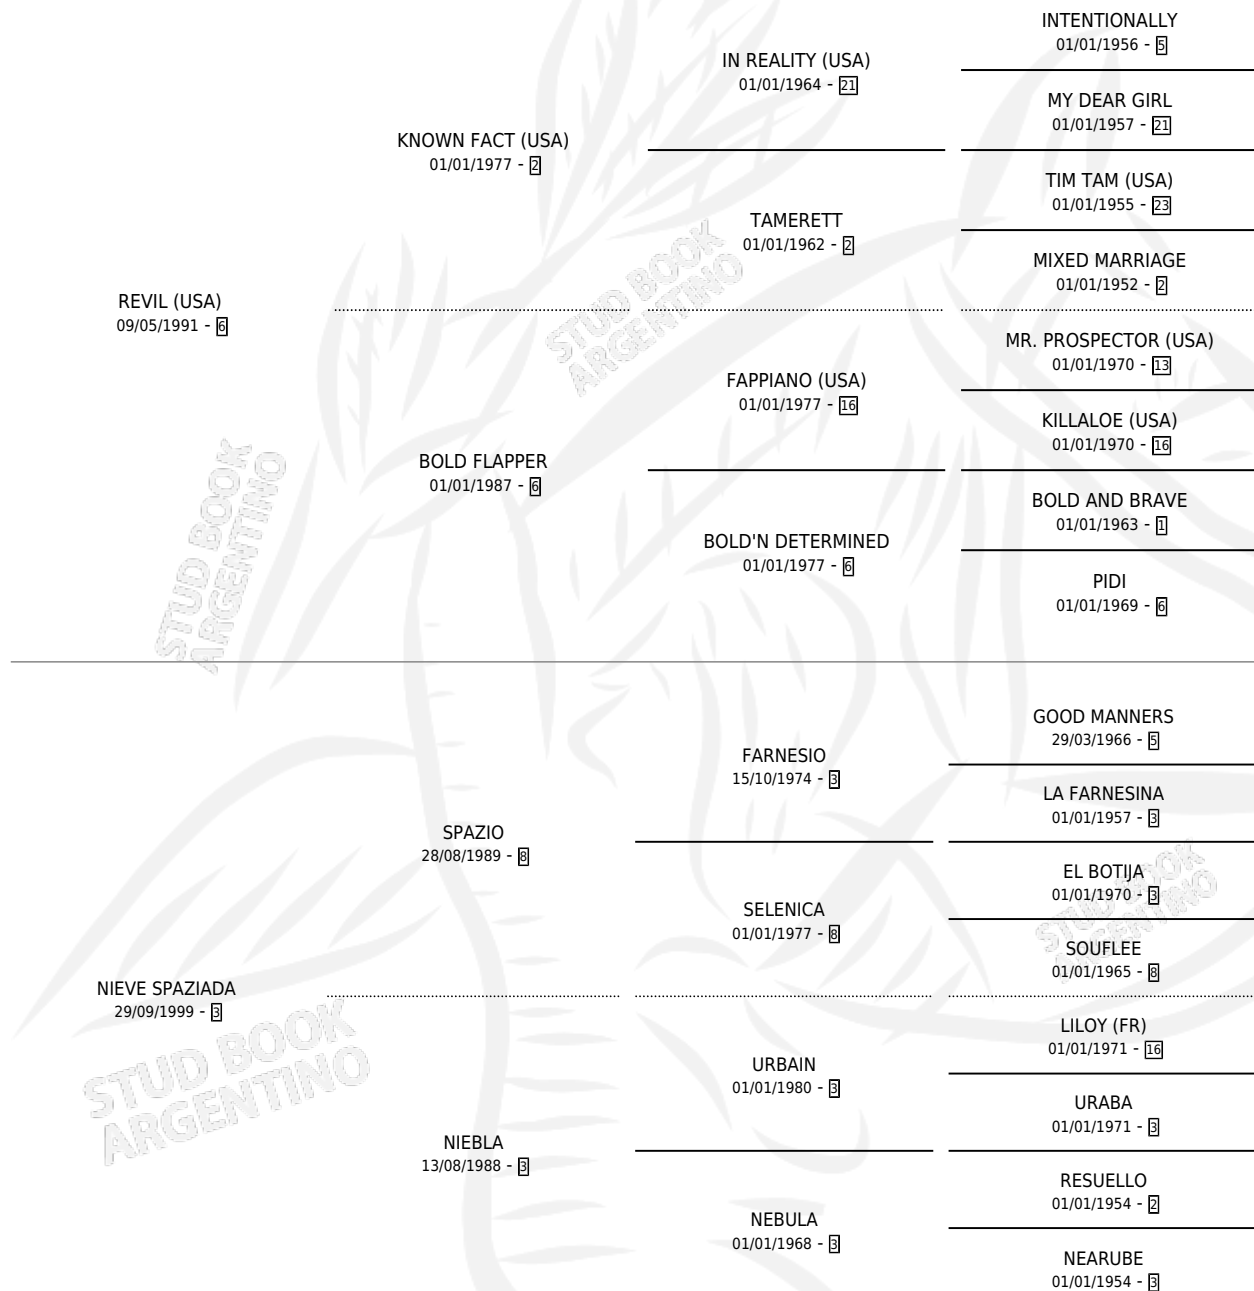 INTENTIONALLY
01/01/1956 - 5
IN REALITY (USA)
01/01/1964 - 21
MY DEAR GIRL
01/01/1957 - 21
KNOWN FACT (USA)
01/01/1977 - 2
TIM TAM (USA)
01/01/1955 - 23
TAMERETT
01/01/1962 - 2
MIXED MARRIAGE
01/01/1952 - 2
REVIL (USA)
09/05/1991 - 6
MR. PROSPECTOR (USA)
01/01/1970 - 13
FAPPIANO (USA)
01/01/1977 - 16
KILLALOE (USA)
01/01/1970 - 16
BOLD FLAPPER
01/01/1987 - 6
BOLD AND BRAVE
01/01/1963 - 1
BOLD'N DETERMINED
01/01/1977 - 6
PIDI
01/01/1969 - 6
GOOD MANNERS
29/03/1966 - 5
FARNESIO
15/10/1974 - 3
LA FARNESINA
01/01/1957 - 3
SPAZIO
28/08/1989 - 8
EL BOTIJA
01/01/1970 - 3
SELENICA
01/01/1977 - 8
SOUFLEE
01/01/1965 - 8
NIEVE SPAZIADA
29/09/1999 - 3
LILOY (FR)
01/01/1971 - 16
URBAIN
01/01/1980 - 3
URABA
01/01/1971 - 3
NIEBLA
13/08/1988 - 3
RESUELLO
01/01/1954 - 2
NEBULA
01/01/1968 - 3
NEARUBE
01/01/1954 - 3
STUD BOOK
ARGENTINO
STUD BOOK
ARGENTINO
STUD BOOK
ARGENTINO
STUD BOOK
ARGENTINO